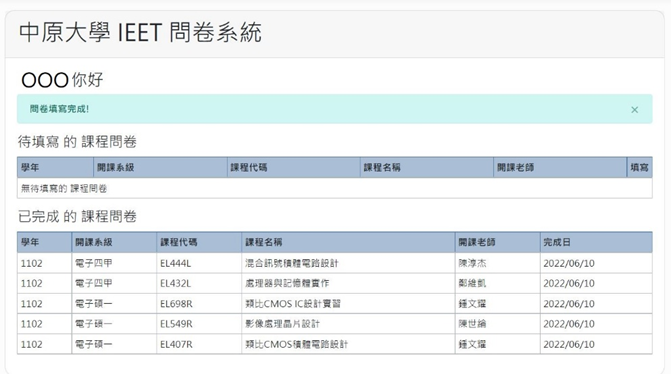 中原大學 IEET 問卷系統
OOO 你好
問卷填寫完成! ×
待填寫 的 課程問卷
學年 開課系級 課程代碼 課程名稱 開課老師 填寫
無待填寫的 課程問卷
已完成 的 課程問卷
學年 開課系級 課程代碼 課程名稱 開課老師 完成日
1102 電子四甲 EL444L 混合訊號積體電路設計 陳淳杰 2022/06/10
1102 電子四甲 EL432L 處理器與記憶體實作 鄭維凱 2022/06/10
1102 電子碩一 EL698R 類比CMOS IC設計實習 鍾文耀 2022/06/10
1102 電子碩一 EL549R 影像處理晶片設計 陳世綸 2022/06/10
1102 電子碩一 EL407R 類比CMOS積體電路設計 鍾文耀 2022/06/10